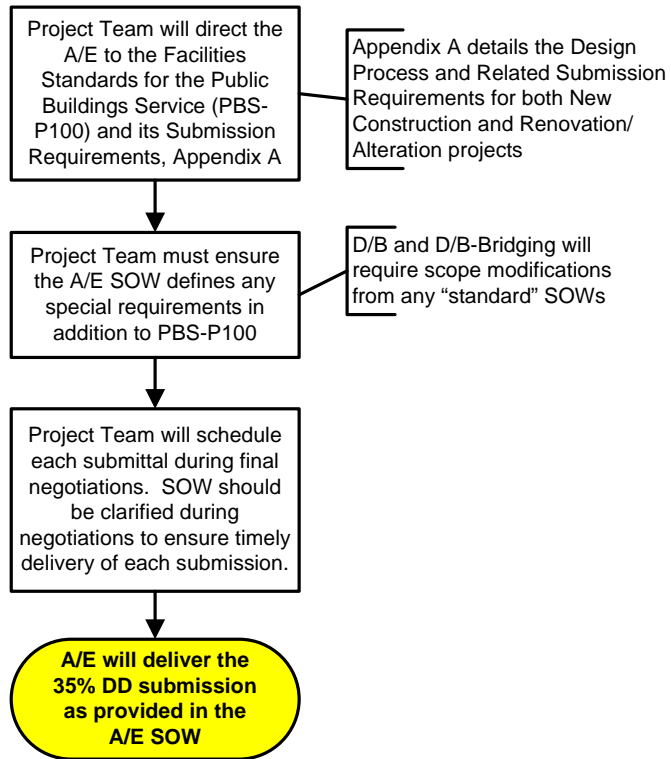 Project Team will direct the
A/E to the Facilities
Standards for the Public
Buildings Service (PBS-
P100) and its Submission
Requirements, Appendix A
Appendix A details the Design
Process and Related Submission
Requirements for both New
Construction and Renovation/
Alteration projects
Project Team must ensure
the A/E SOW defines any
special requirements in
addition to PBS-P100
D/B and D/B-Bridging will
require scope modifications
from any “standard” SOWs
Project Team will schedule
each submittal during final
negotiations.  SOW should
be clarified during
negotiations to ensure timely
delivery of each submission.
A/E will deliver the
35% DD submission
as provided in the
A/E SOW